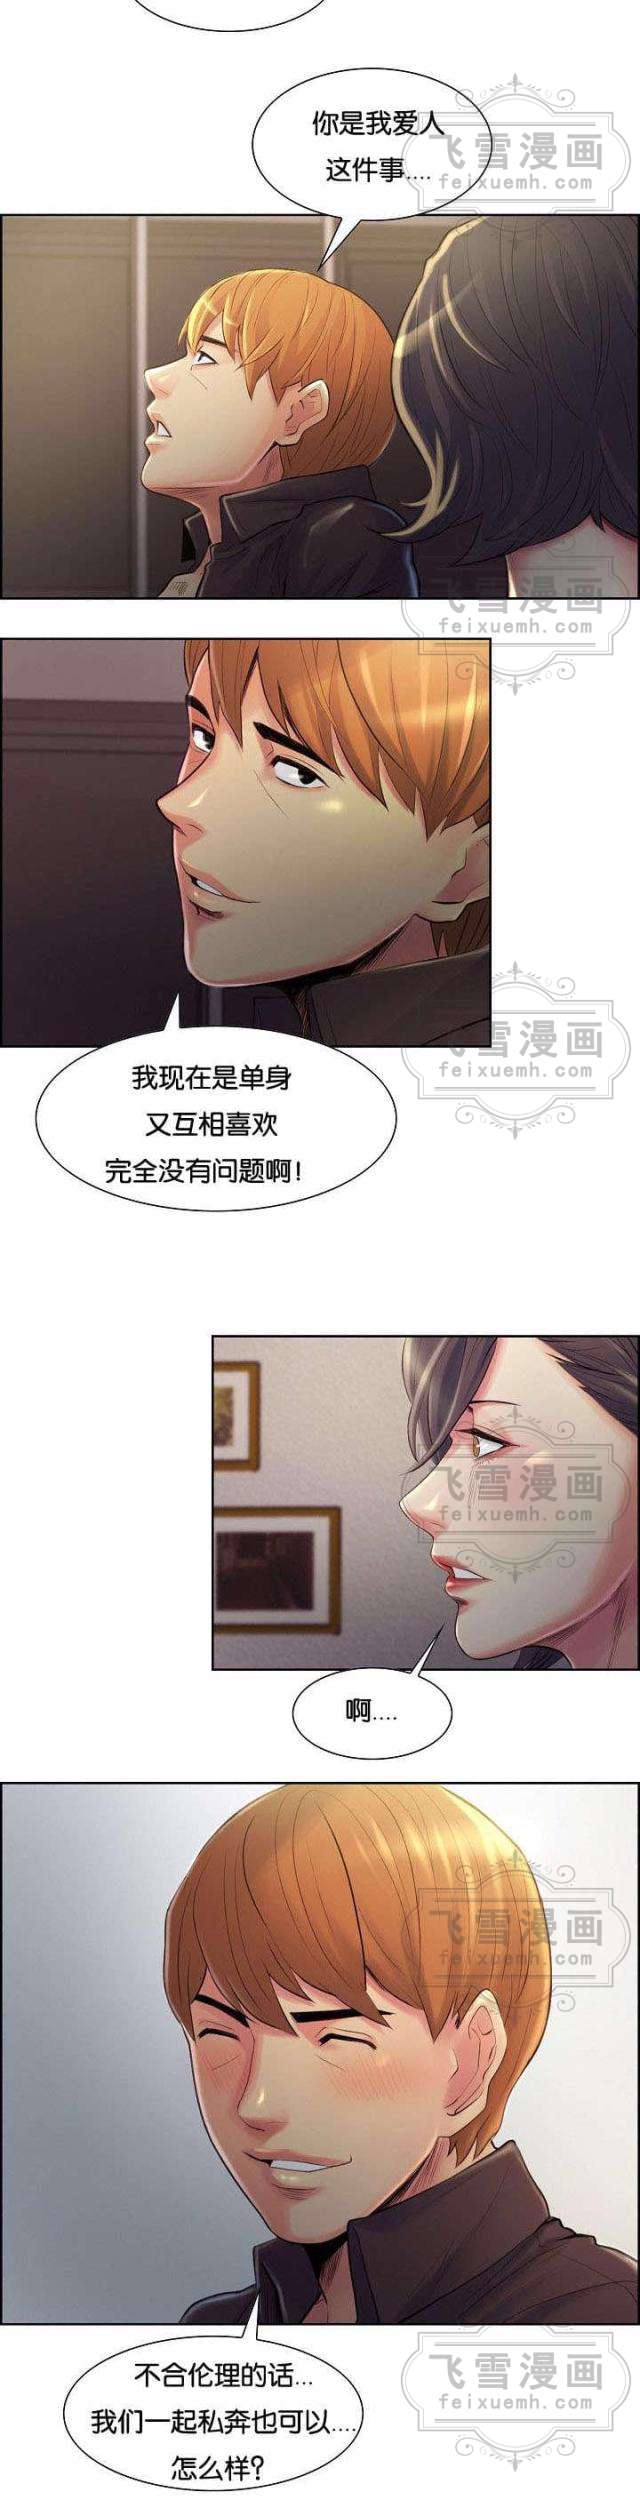 你是我爱人
这件事....
飞雪漫画
feixuemh.com
飞雪漫画
feixuemh.com
飞雪漫画
feixuemh.com
我现在是单身
又互相喜欢
完全没有问题啊!
飞雪漫画
feixuemh.com
啊....
飞雪漫画
feixuemh.com
飞雪漫画
feixuemh.com
不合伦理的话...
我们一起私奔也可以....
怎么样?